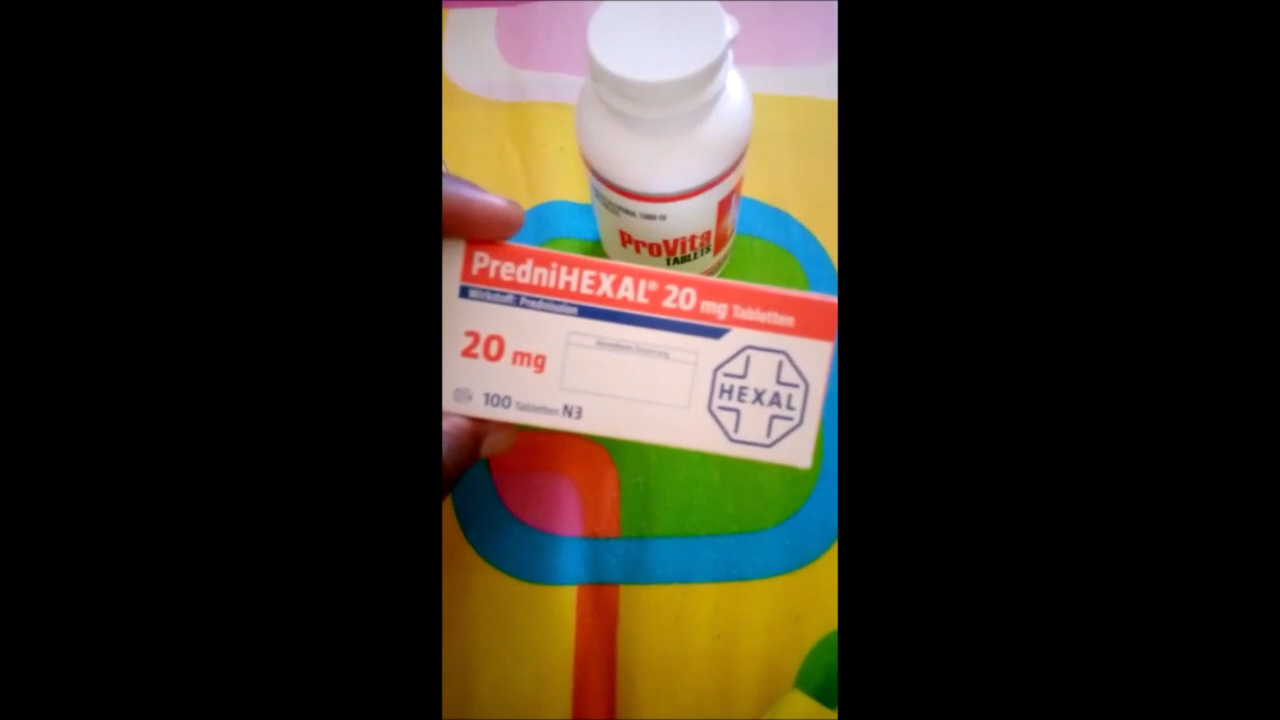 ProVita
TABLETS
PredniHEXAL® 20 mg Tabletten
Wirkstoff: Prednisolon
20 mg
HEXAL
100 Tabletten N3